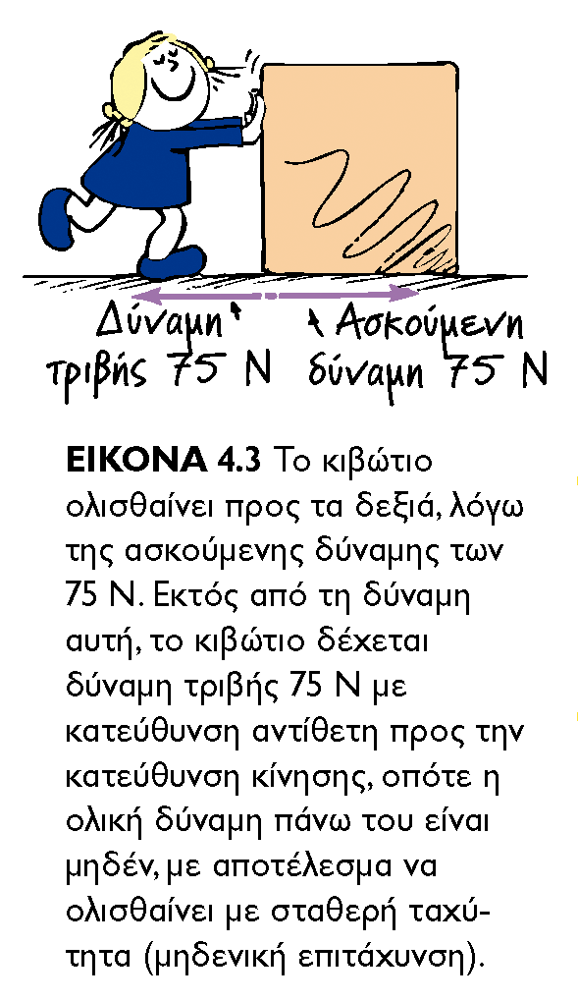 Δύναμη
τριβής 75 N
Ασκούμενη
δύναμη 75 N
ΕΙΚΟΝΑ 4.3 Το κιβώτιο
ολισθαίνει προς τα δεξιά, λόγω
της ασκούμενης δύναμης των
75 N. Εκτός από τη δύναμη
αυτή, το κιβώτιο δέχεται
δύναμη τριβής 75 N με
κατεύθυνση αντίθετη προς την
κατεύθυνση κίνησης, οπότε η
ολική δύναμη πάνω του είναι
μηδέν, με αποτέλεσμα να
ολισθαίνει με σταθερή ταχύ-
τητα (μηδενική επιτάχυνση).